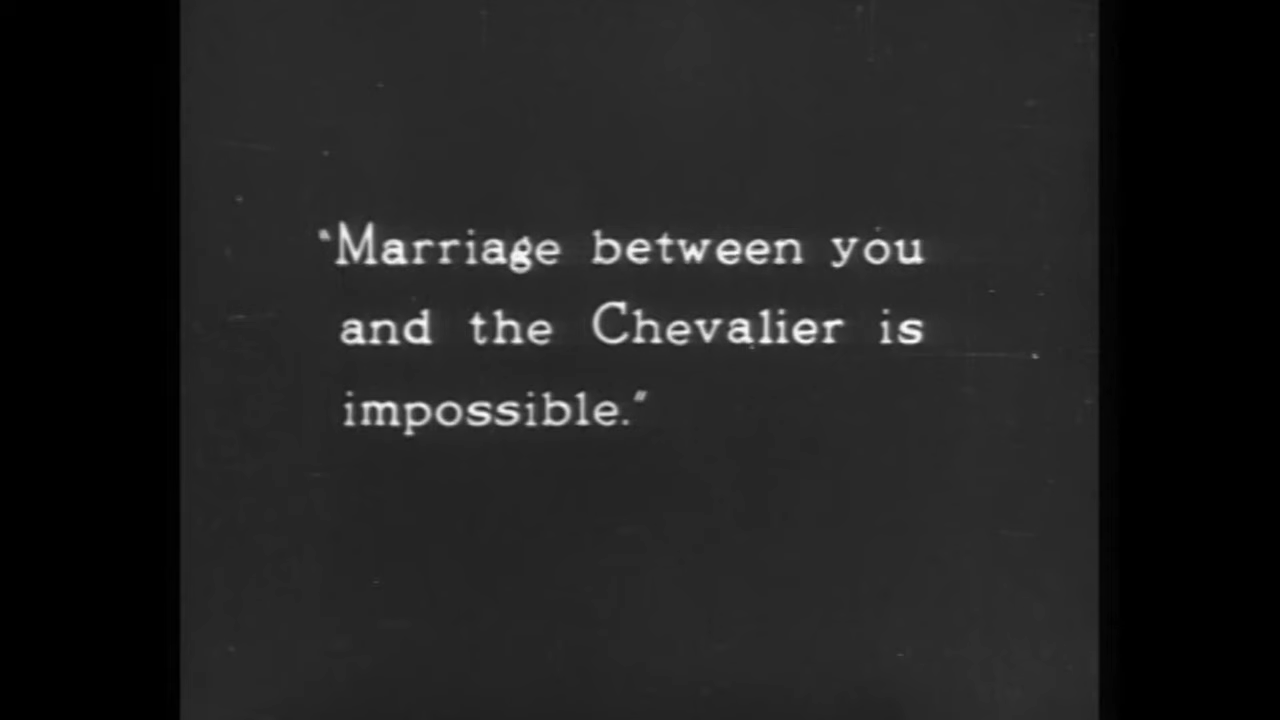 "Marriage between you
and the Chevalier is
impossible."